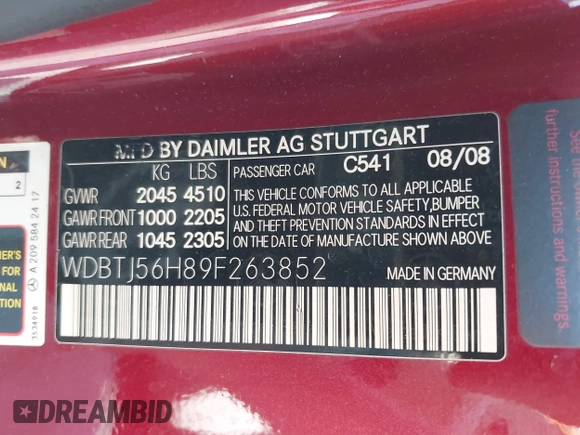 MFD BY DAIMLER AG STUTTGART
KG LBS
GVWR 2045 4510
GAWR FRONT 1000 2205
GAWR REAR 1045 2305
PASSENGER CAR C541 08/08
THIS VEHICLE CONFORMS TO ALL APPLICABLE
U.S. FEDERAL MOTOR VEHICLE SAFETY,BUMPER
AND THEFT PREVENTION STANDARDS IN EFFECT
ON THE DATE OF MANUFACTURE SHOWN ABOVE
WDBTJ56H89F263852
MADE IN GERMANY
2
A 209 584 24 17
3534918
further instructions
and warnings.
DREAMBID